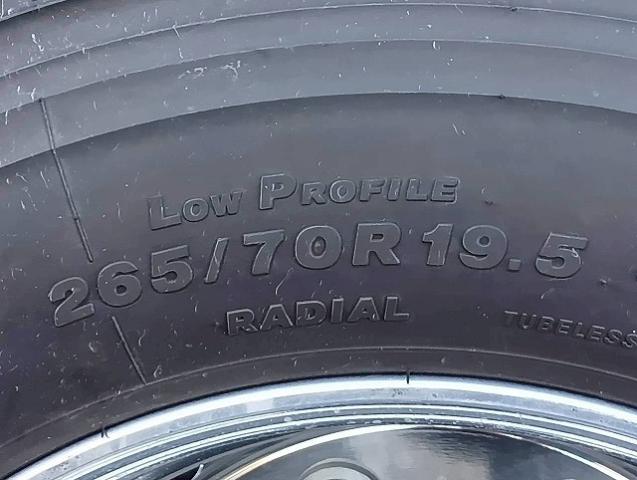 LOW PROFILE
265/70R 19.5
RADIAL
TUBELESS